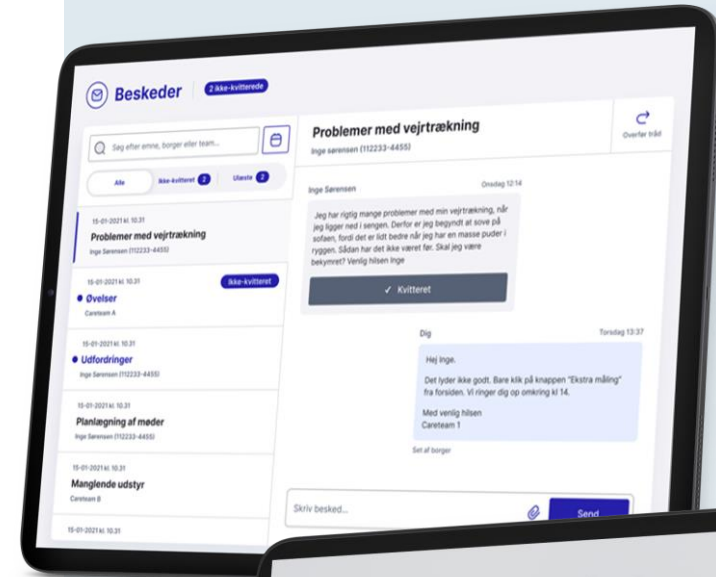 Beskeder
2 ikke-kvitterede
Søg efter emne, borger eller team...
Alle
Ikke-kvitteret 2
Ulæste 2
15-01-2021 kl. 10.31
Problemer med vejrtrækning
Inge Sørensen (112233-4455)
15-01-2021 kl. 10.31
Ikke-kvitteret
Øvelser
Careteam A
15-01-2021 kl. 10.31
Udfordringer
Inge Sørensen (112233-4455)
15-01-2021 kl. 10.31
Planlægning af møder
Inge Sørensen (112233-4455)
15-01-2021 kl. 10.31
Manglende udstyr
Careteam B
15-01-2021 kl. 10.31
Problemer med vejrtrækning
Inge sørensen (112233-4455)
Overfør tråd
Inge Sørensen
Onsdag 12:14
Jeg har rigtig mange problemer med min vejrtrækning, når
jeg ligger ned i sengen. Derfor er jeg begyndt at sove på
sofaen, fordi det er lidt bedre når jeg har en masse puder i
ryggen. Sådan har det ikke været før. Skal jeg være
bekymret? Venlig hilsen Inge
✓ Kvitteret
Dig
Torsdag 13:37
Hej Inge.
Det lyder ikke godt. Bare klik på knappen "Ekstra måling"
fra forsiden. Vi ringer dig op omkring kl 14.
Med venlig hilsen
Careteam 1
Set af borger
Skriv besked...
Send